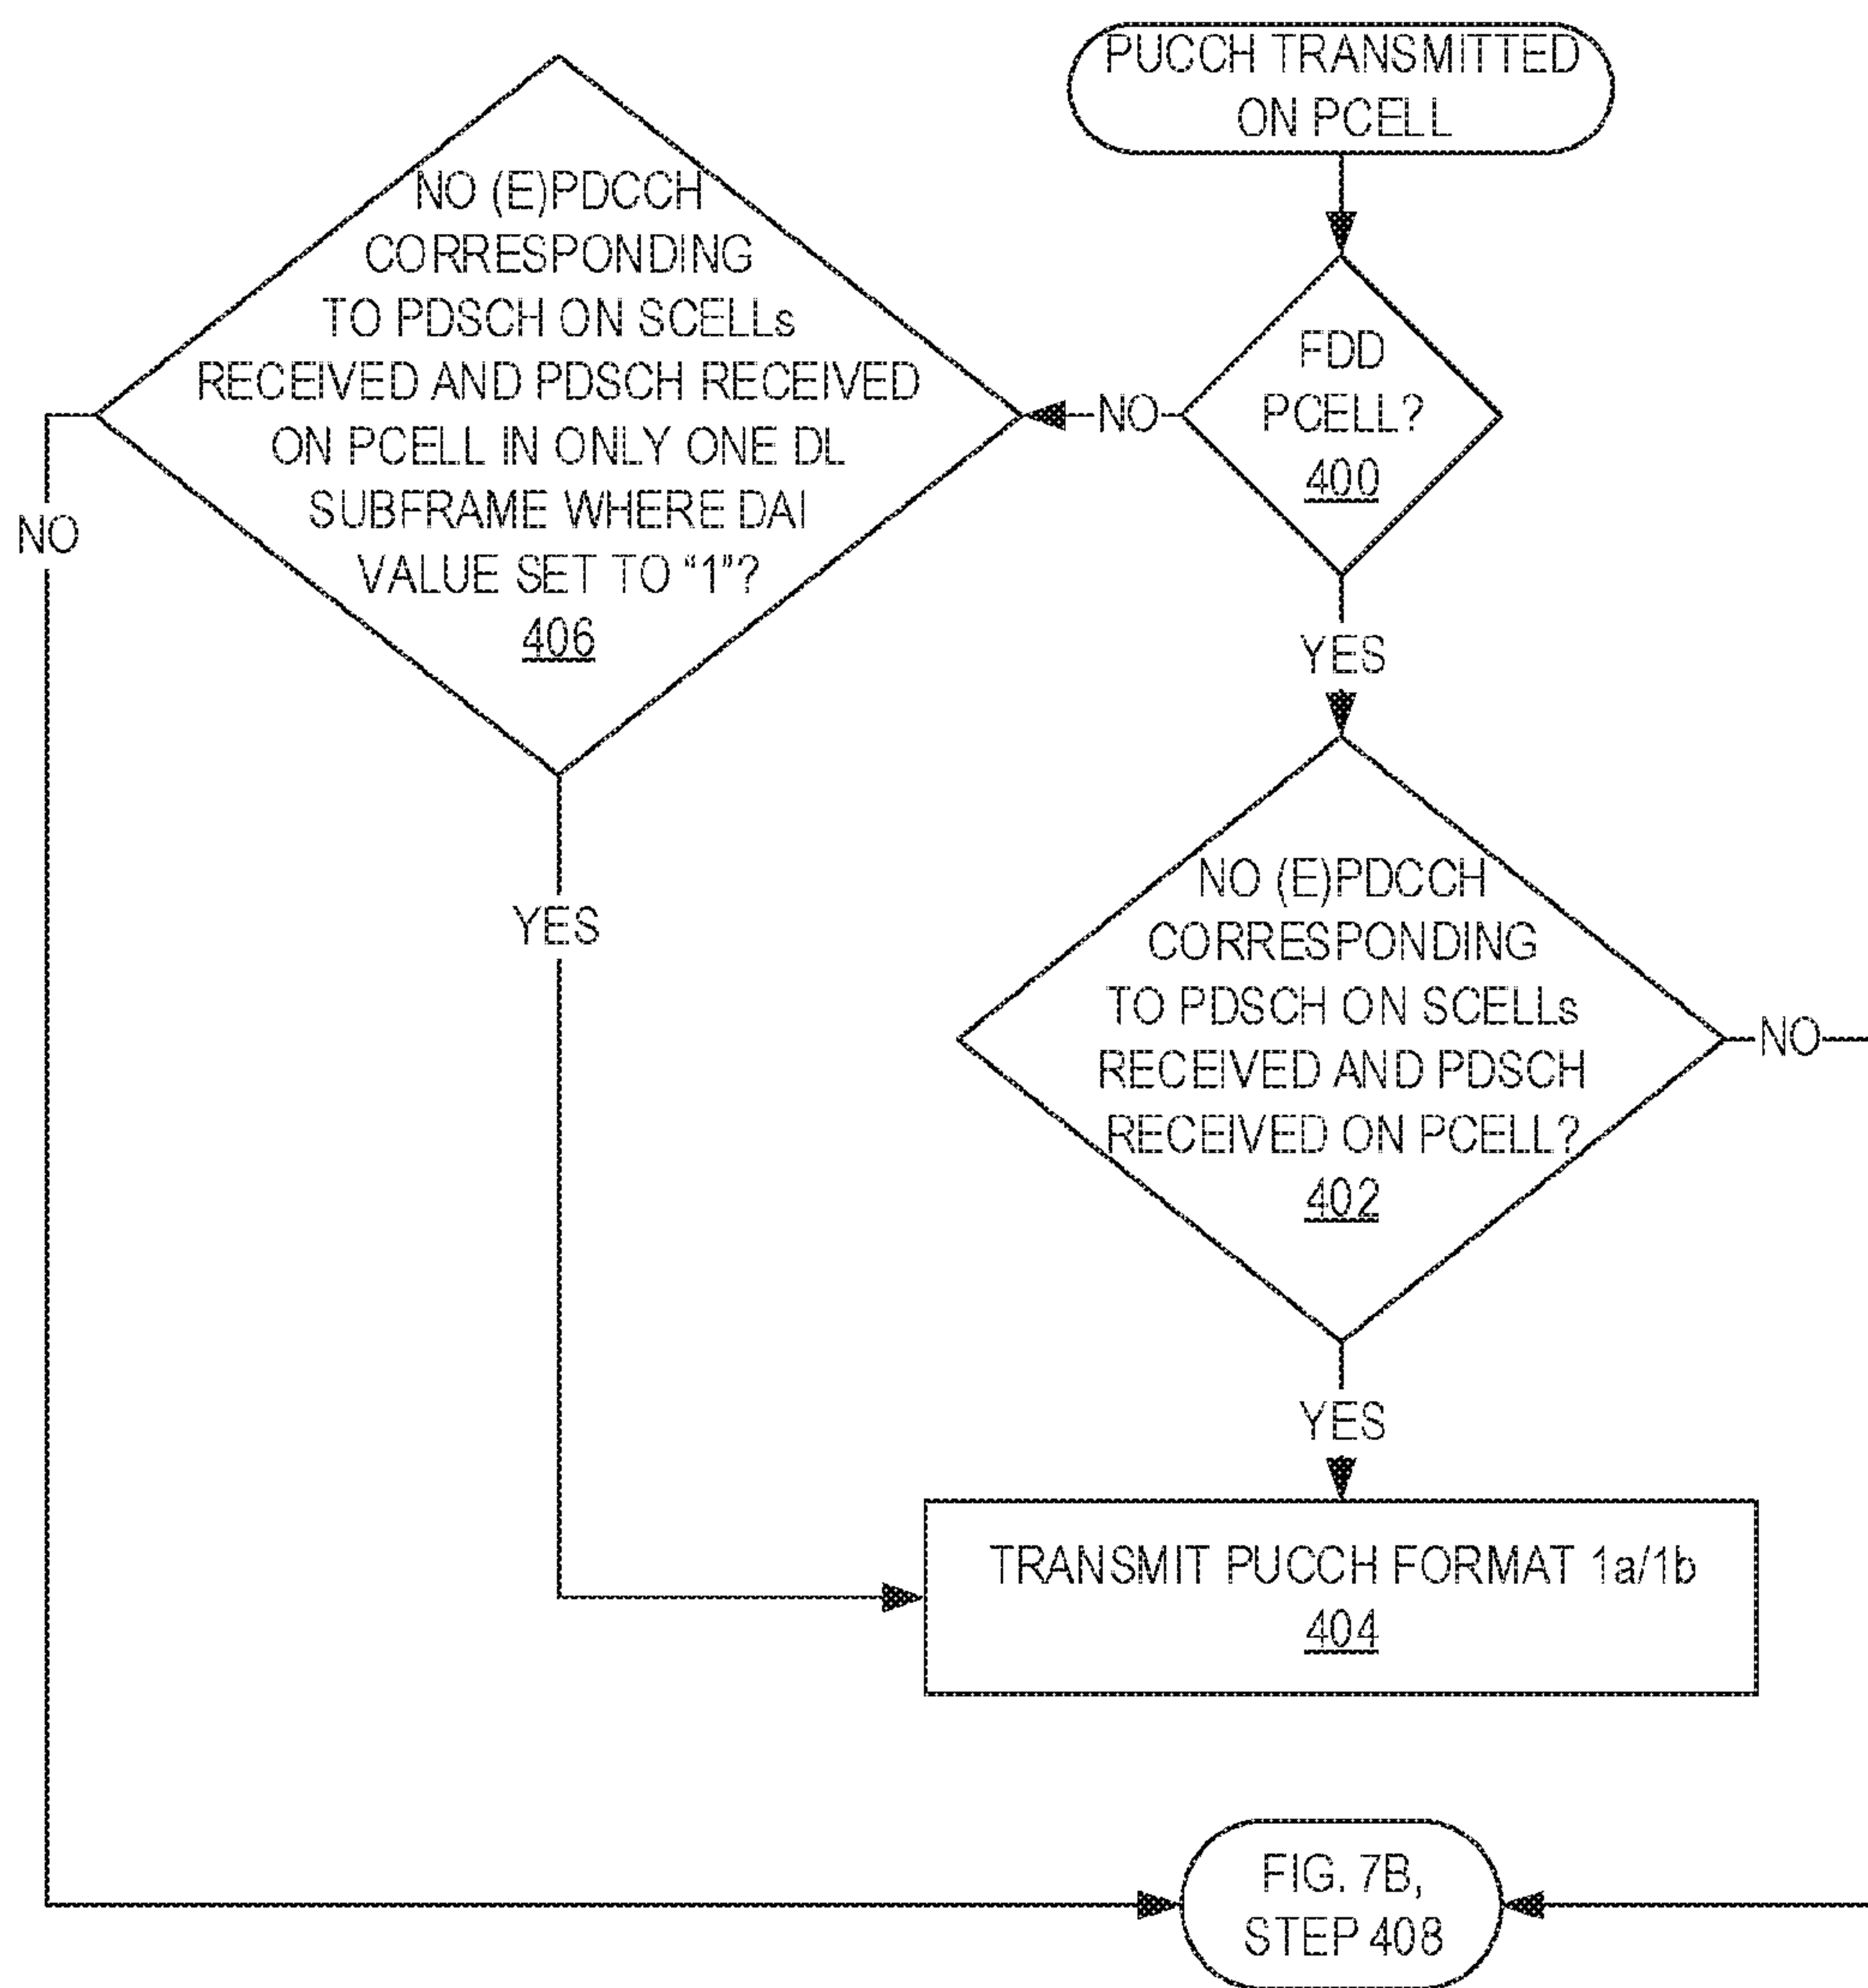 PUCCH TRANSMITTED
ON PCELL
FDD
PCELL?
400
NO
YES
NO (E)PDCCH
CORRESPONDING
TO PDSCH ON SCELLs
RECEIVED AND PDSCH RECEIVED
ON PCELL IN ONLY ONE DL
SUBFRAME WHERE DAI
VALUE SET TO "1"?
406
NO
YES
NO (E)PDCCH
CORRESPONDING
TO PDSCH ON SCELLs
RECEIVED AND PDSCH
RECEIVED ON PCELL?
402
NO
YES
TRANSMIT PUCCH FORMAT 1a/1b
404
FIG. 7B,
STEP 408